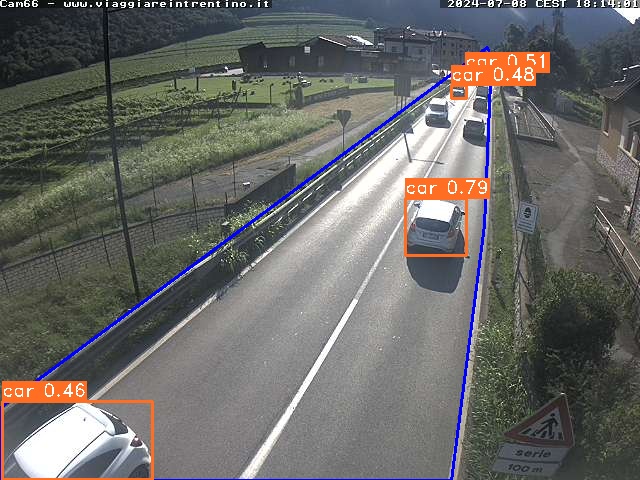 Cam66 - www.viaggiareintrentino.it
2024-07-08 CEST 18:14:01
car 0.51
car 0.48
car 0.79
car 0.46
serie
100 m